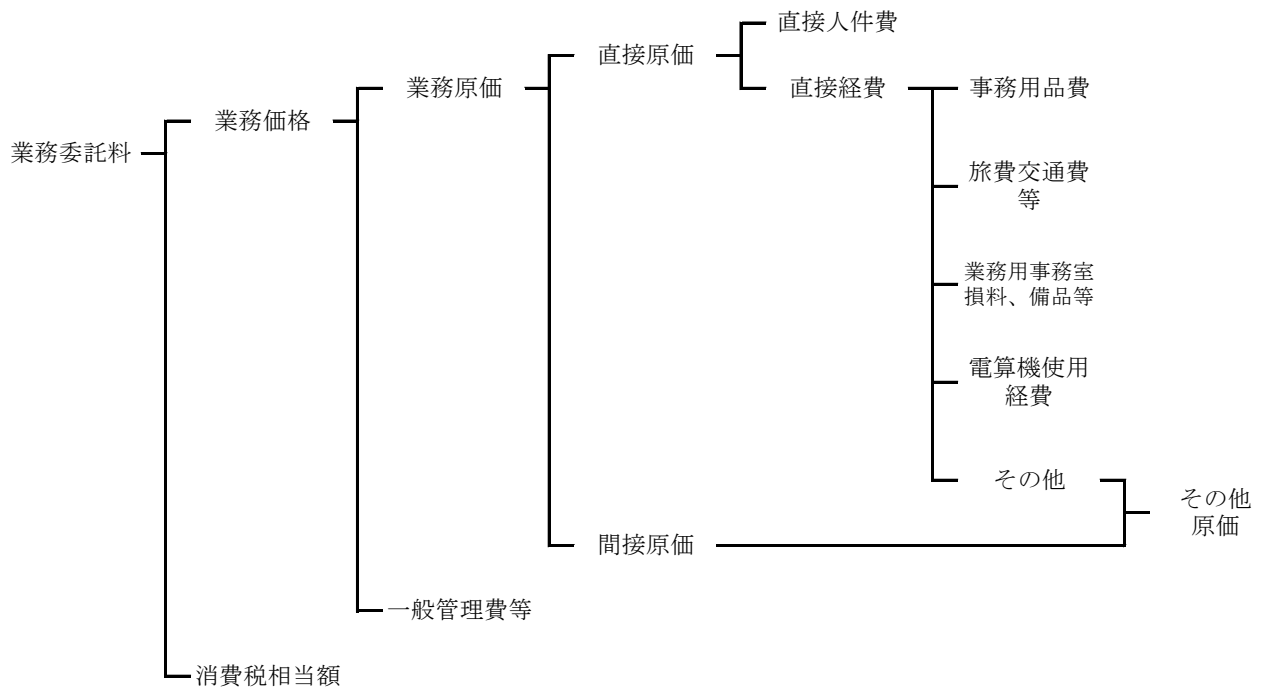 直接人件費
直接原価
業務原価
直接経費
事務用品費
業務価格
業務委託料
旅費交通費
等
業務用事務室
損料、備品等
電算機使用
経費
その他
その他
原価
間接原価
一般管理費等
消費税相当額